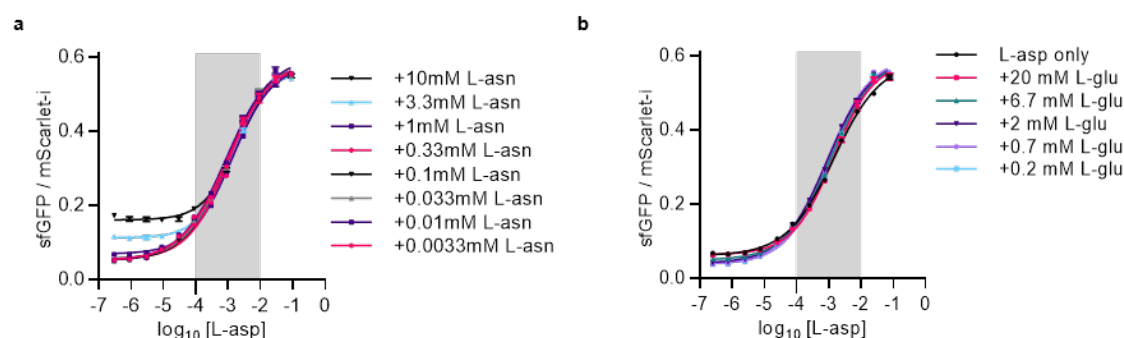 a
sfGFP / mScarlet-i
0.6
0.4
0.2
0.0
-7 -6 -5 -4 -3 -2 -1 0
log10 [L-asp]
+10mM L-asn
+3.3mM L-asn
+1mM L-asn
+0.33mM L-asn
+0.1mM L-asn
+0.033mM L-asn
+0.01mM L-asn
+0.0033mM L-asn
b
sfGFP / mScarlet-i
0.6
0.4
0.2
0.0
-7 -6 -5 -4 -3 -2 -1 0
log10 [L-asp]
L-asp only
+20 mM L-glu
+6.7 mM L-glu
+2 mM L-glu
+0.7 mM L-glu
+0.2 mM L-glu